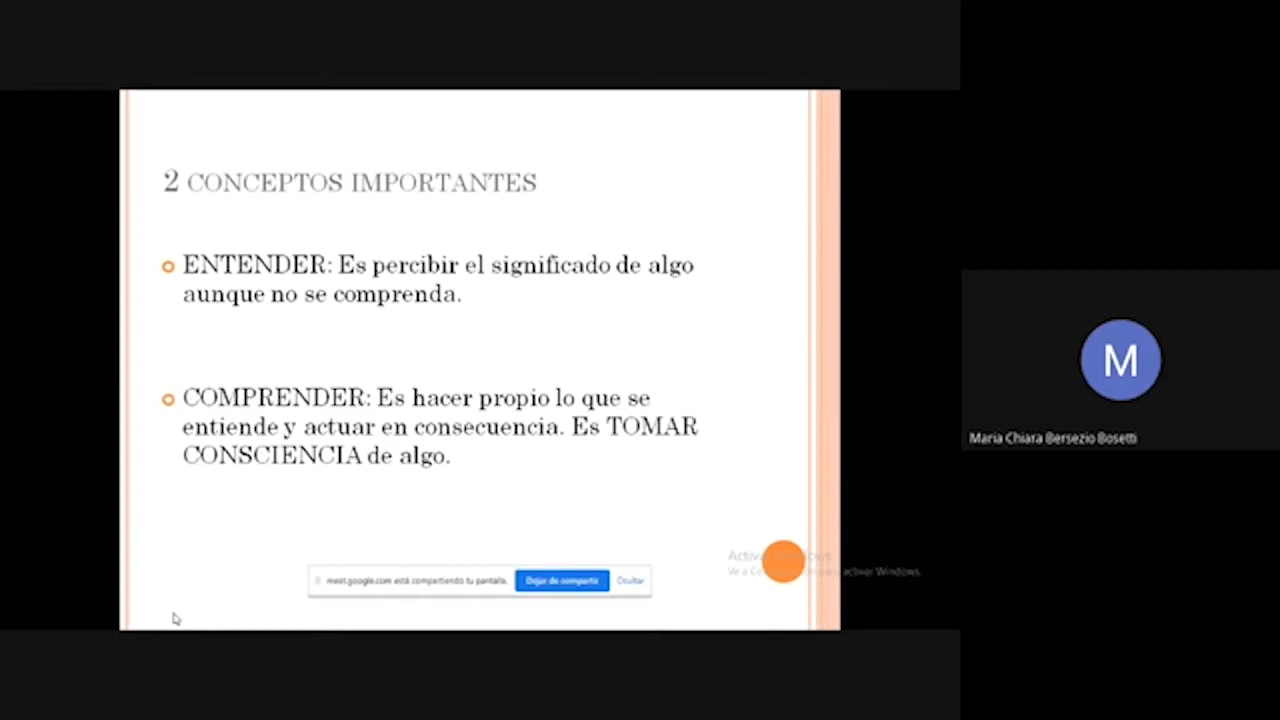 2 CONCEPTOS IMPORTANTES
ENTENDER: Es percibir el significado de algo
aunque no se comprenda.
COMPRENDER: Es hacer propio lo que se
entiende y actuar en consecuencia. Es TOMAR
CONSCIENCIA de algo.
meet.google.com está compartiendo tu pantalla.
Dejar de compartir
Ocultar
activar Windows.
M
Maria Chiara Bersezio Bosetti